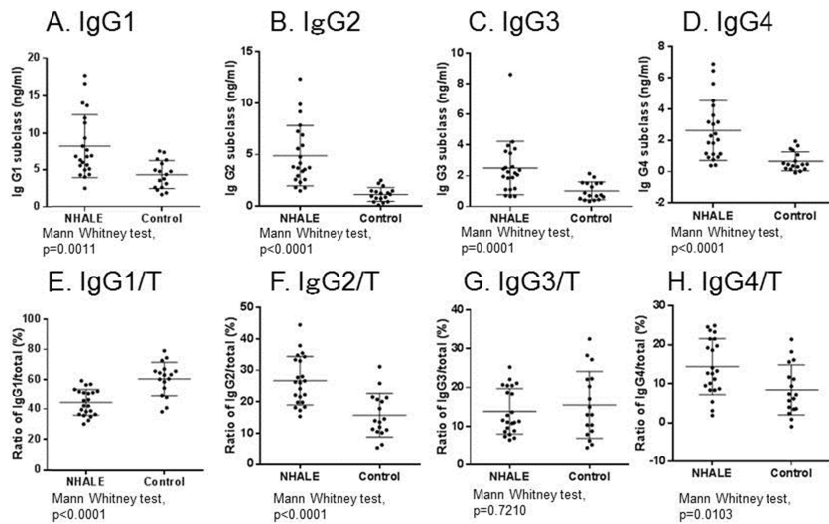 A. IgG1
B. IgG2
C. IgG3
D. IgG4
Ig G1 subclass (ng/ml)
20
15
10
5
0
NHALE Control
Mann Whitney test,
p=0.0011
Ig G2 subclass (ng/ml)
15
10
5
0
NHALE Control
Mann Whitney test,
p<0.0001
Ig G3 subclass (ng/ml)
10
8
6
4
2
0
NHALE Control
Mann Whitney test,
p=0.0001
Ig G4 subclass (ng/ml)
8
6
4
2
0
-2
NHALE Control
Mann Whitney test,
p<0.0001
E. IgG1/T
F. IgG2/T
G. IgG3/T
H. IgG4/T
Ratio of IgG1/total (%)
100
80
60
40
20
0
NHALE Control
Mann Whitney test,
p<0.0001
Ratio of IgG2/total (%)
50
40
30
20
10
0
NHALE Control
Mann Whitney test,
p<0.0001
Ratio of IgG3/total (%)
40
30
20
10
0
NHALE Control
Mann Whitney test,
p=0.7210
Ratio of IgG4/total (%)
30
20
10
0
-10
NHALE Control
Mann Whitney test,
p=0.0103